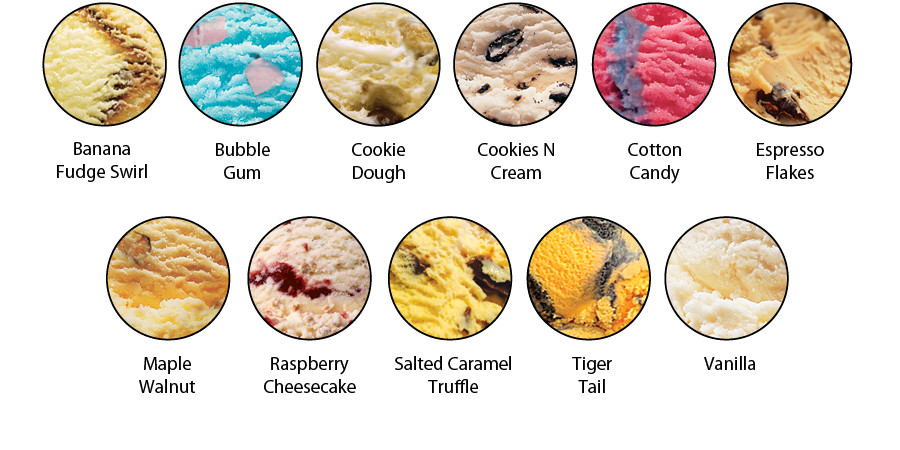 Banana
Fudge Swirl
Bubble
Gum
Cookie
Dough
Cookies N
Cream
Cotton
Candy
Espresso
Flakes
Maple
Walnut
Raspberry
Cheesecake
Salted Caramel
Truffle
Tiger
Tail
Vanilla